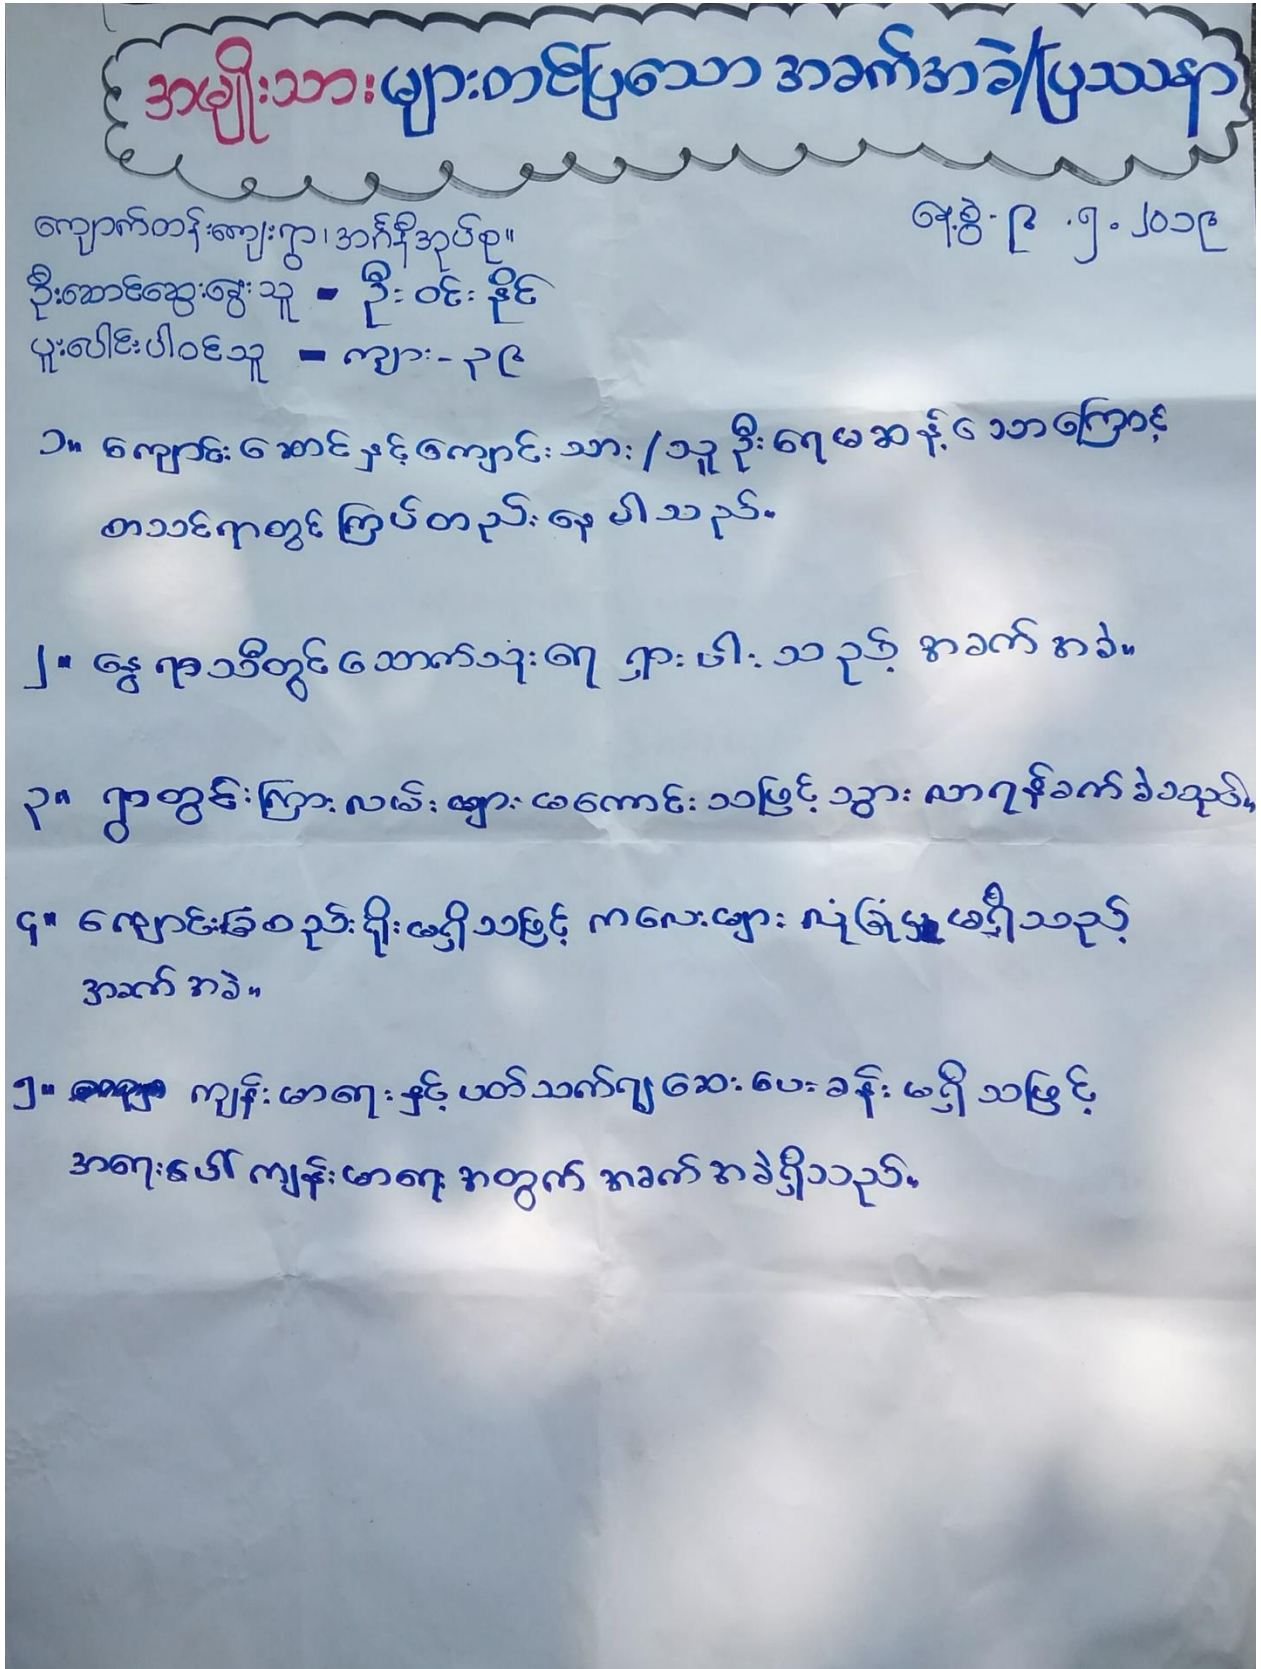 အမျိုးသားများတင်ပြသော အခက်အခဲ/ပြဿနာ
ကျောက်တန်းကျေးရွာ၊ အင်္ဂနီအုပ်စု။
နေ့စွဲ - ၉ . ၅ . ၂၀၁၉
ဦးဆောင်ဆွေးနွေးသူ - ဦးဝင်းနိုင်
ပူးပေါင်းပါဝင်သူ - ကျား - ၃၉
၁။ ကျောင်းဆောင်နှင့်ကျောင်းသား/သူ ဦးရေမဆန့်သောကြောင့်
စာသင်ရာတွင်ကြပ်တည်းနေပါသည်။
၂။ နွေရာသီတွင်သောက်သုံးရေ ရှားပါးသည့် အခက်အခဲ။
၃။ ရွာတွင်းကြားလမ်းများမကောင်းသဖြင့် သွားလာရန်ခက်ခဲသည်။
၄။ ကျောင်းခြံစည်းရိုးမရှိသဖြင့် ကလေးများ လုံခြုံမှု မရှိသည့်
အခက်အခဲ။
၅။ ကျန်းမာရေးနှင့်ပတ်သက်၍ ဆေးပေးခန်း မရှိသဖြင့်
အရေးပေါ်ကျန်းမာရေးအတွက် အခက်အခဲရှိသည်။